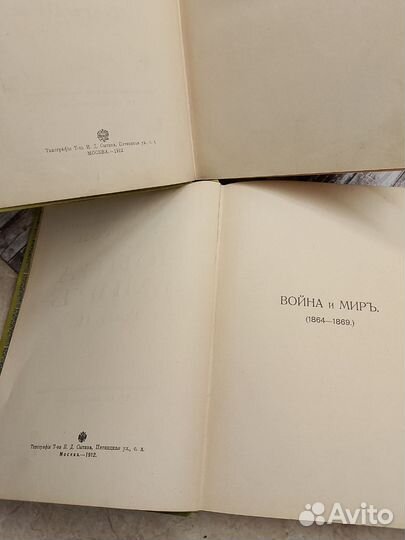 Типографія Т-ва И. Д. Сытина, Пятницкая ул., с. д.
МОСКВА.—1912.
ВОЙНА и МИРЪ.
(1864—1869.)
Типографія Т-ва И. Д. Сытина, Пятницкая ул., с. д.
Москва.—1912.
Avito